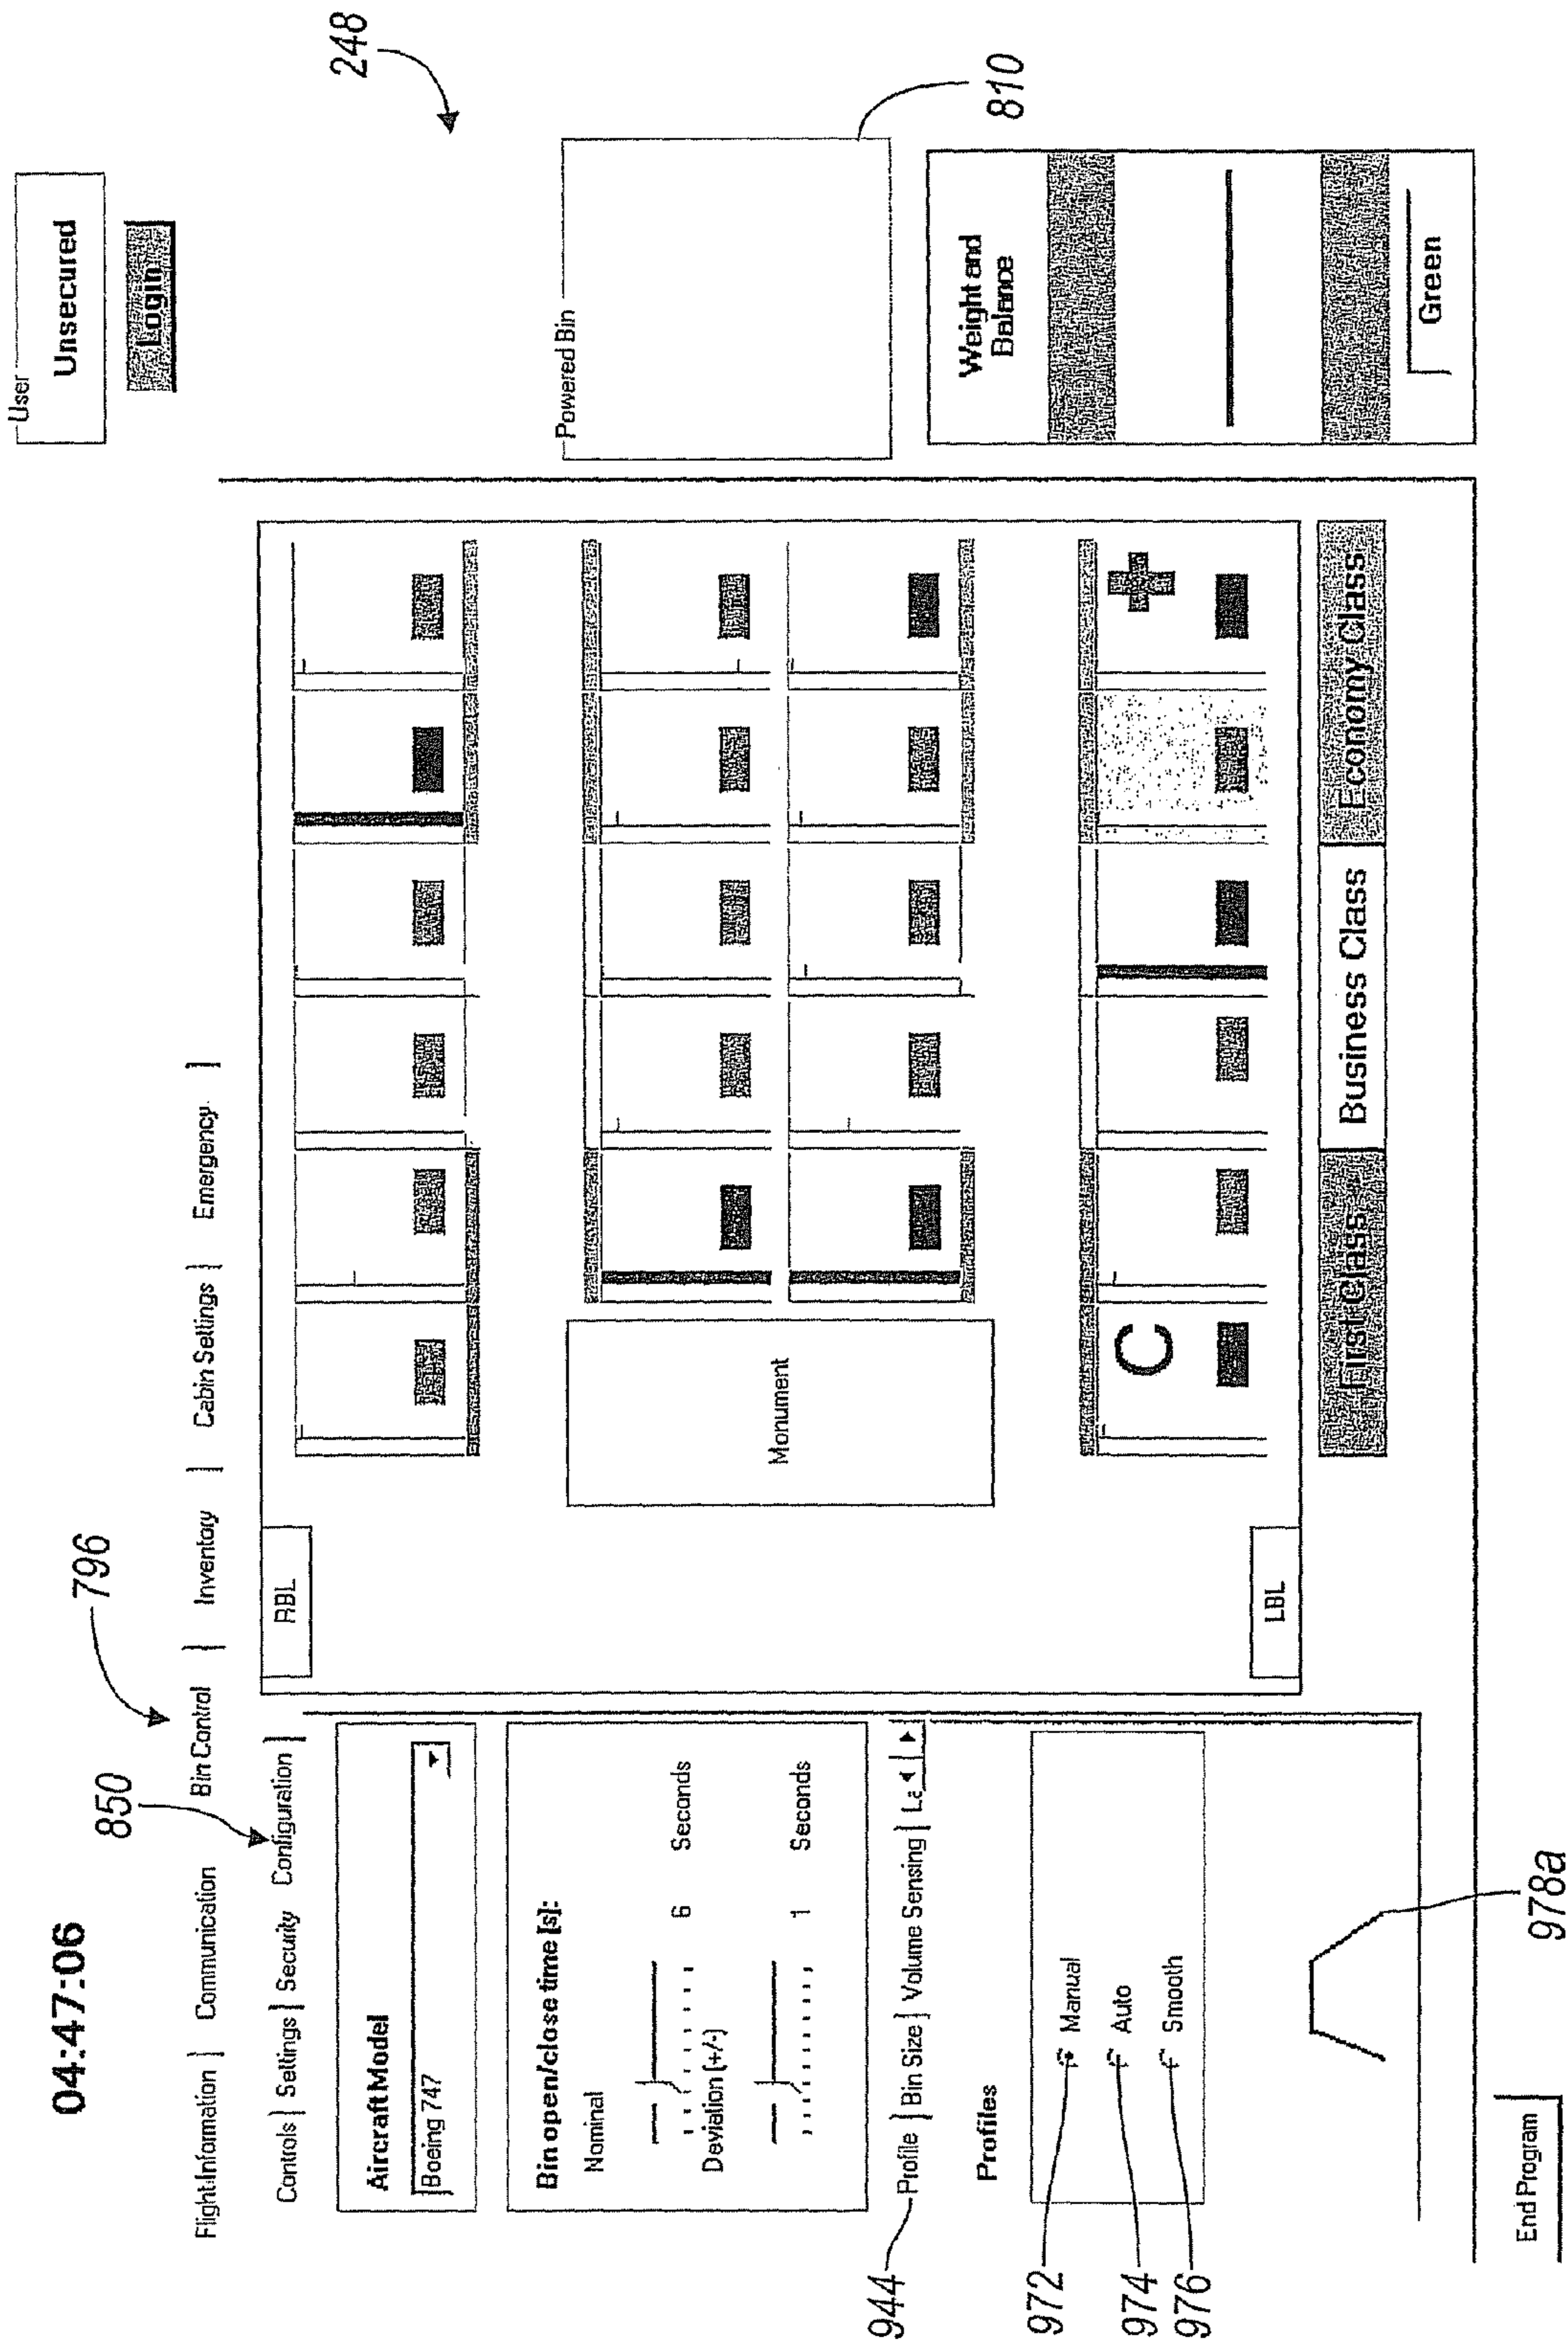 04:47:06
796
850
248
User
Unsecured
Login
Flight Information Communication Bin Control Inventory Cabin Settings Emergency
Controls Settings Security Configuration
Aircraft Model
Boeing 747
Bin open/close time [s]:
Nominal
6 Seconds
Deviation (+/-)
1 Seconds
944
Profile Bin Size Volume Sensing La
Profiles
972
Manual
974
Auto
976
Smooth
978a
End Program
RBL
Monument
C
LBL
First Class Business Class Economy Class
Powered Bin
810
Weight and
Balance
Green